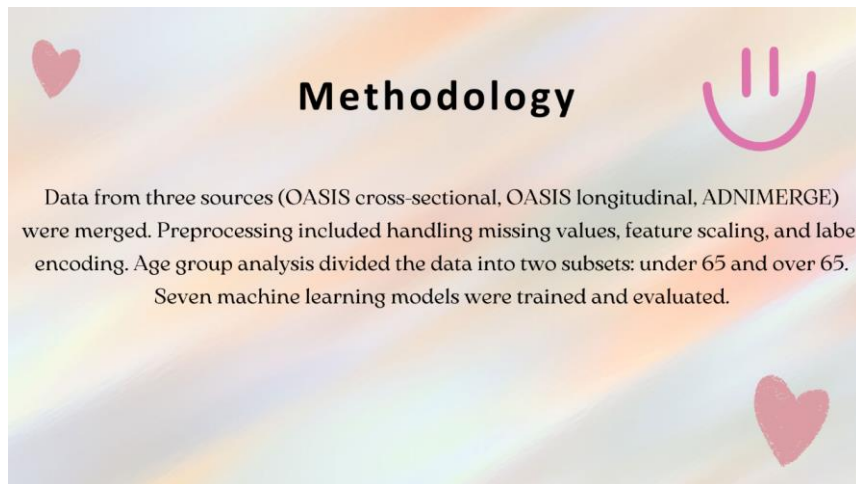 Methodology
Data from three sources (OASIS cross-sectional, OASIS longitudinal, ADNIMERGE)
were merged. Preprocessing included handling missing values, feature scaling, and labe
encoding. Age group analysis divided the data into two subsets: under 65 and over 65.
Seven machine learning models were trained and evaluated.